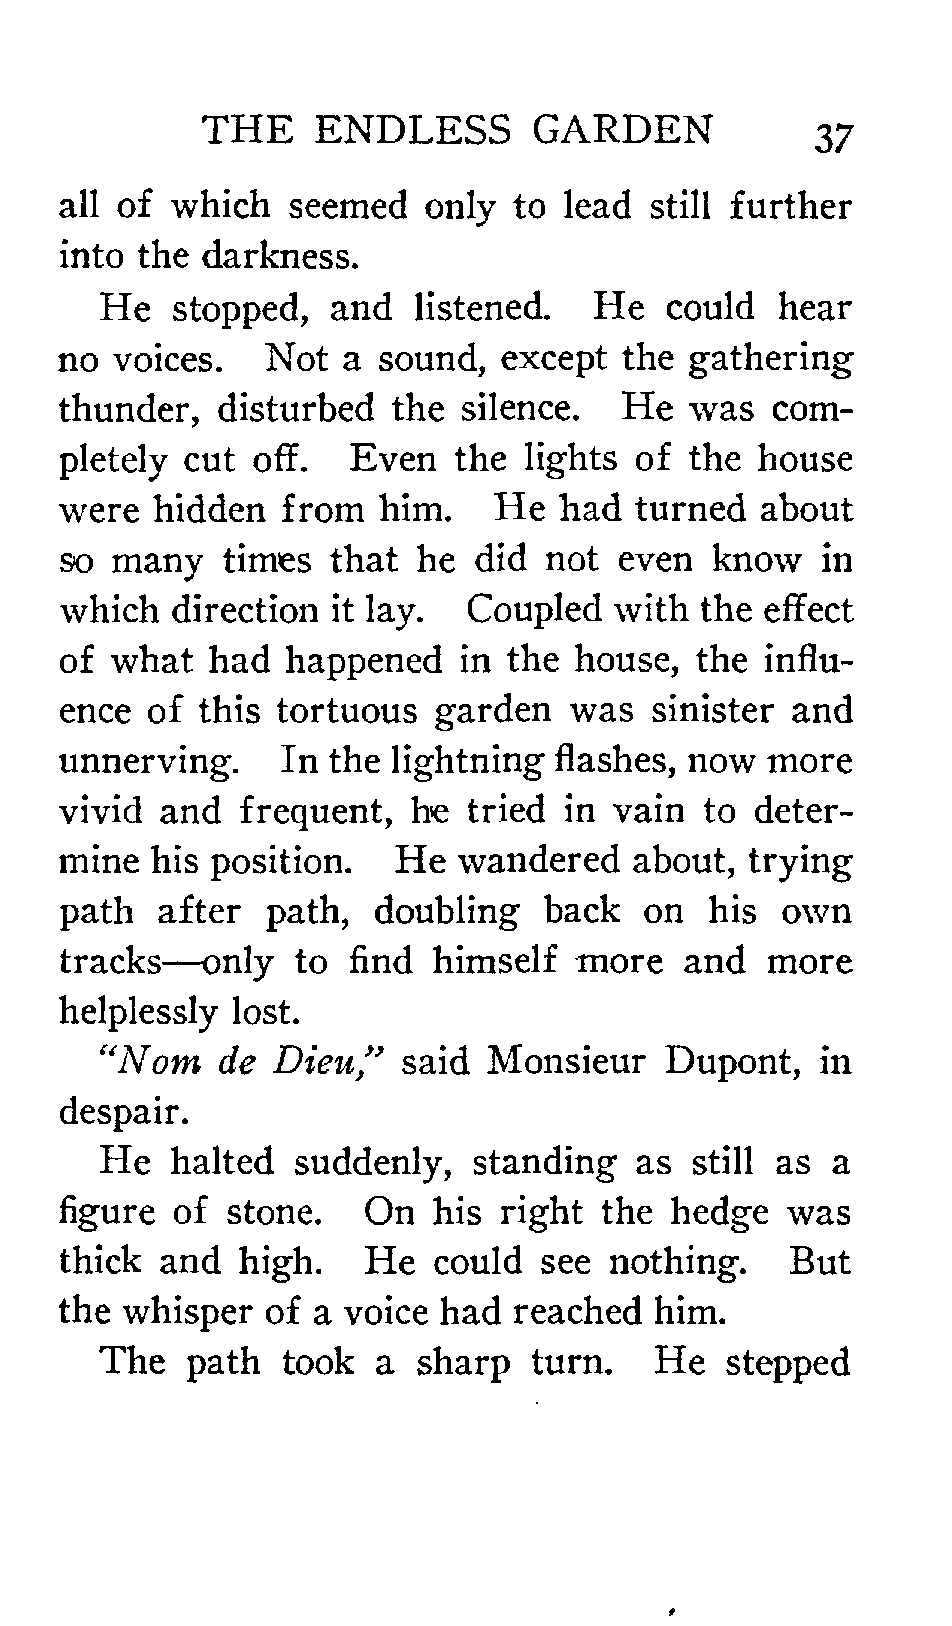 THE ENDLESS GARDEN 37
all of which seemed only to lead still further
into the darkness.
He stopped, and listened. He could hear
no voices. Not a sound, except the gathering
thunder, disturbed the silence. He was com-
pletely cut off. Even the lights of the house
were hidden from him. He had turned about
so many times that he did not even know in
which direction it lay. Coupled with the effect
of what had happened in the house, the influ-
ence of this tortuous garden was sinister and
unnerving. In the lightning flashes, now more
vivid and frequent, he tried in vain to deter-
mine his position. He wandered about, trying
path after path, doubling back on his own
tracks—only to find himself more and more
helplessly lost.
"Nom de Dieu," said Monsieur Dupont, in
despair.
He halted suddenly, standing as still as a
figure of stone. On his right the hedge was
thick and high. He could see nothing. But
the whisper of a voice had reached him.
The path took a sharp turn. He stepped